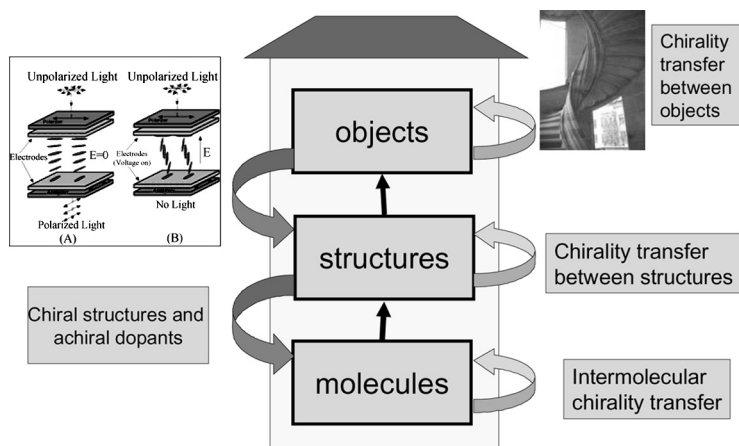 Unpolarized Light
Unpolarized Light
Polarizer
Electrodes
E=0
Polarized Light
(A)
Electrodes
(Voltage on)
E
No Light
(B)
objects
structures
molecules
Chirality
transfer
between
objects
Chirality transfer
between structures
Intermolecular
chirality transfer
Chiral structures and
achiral dopants